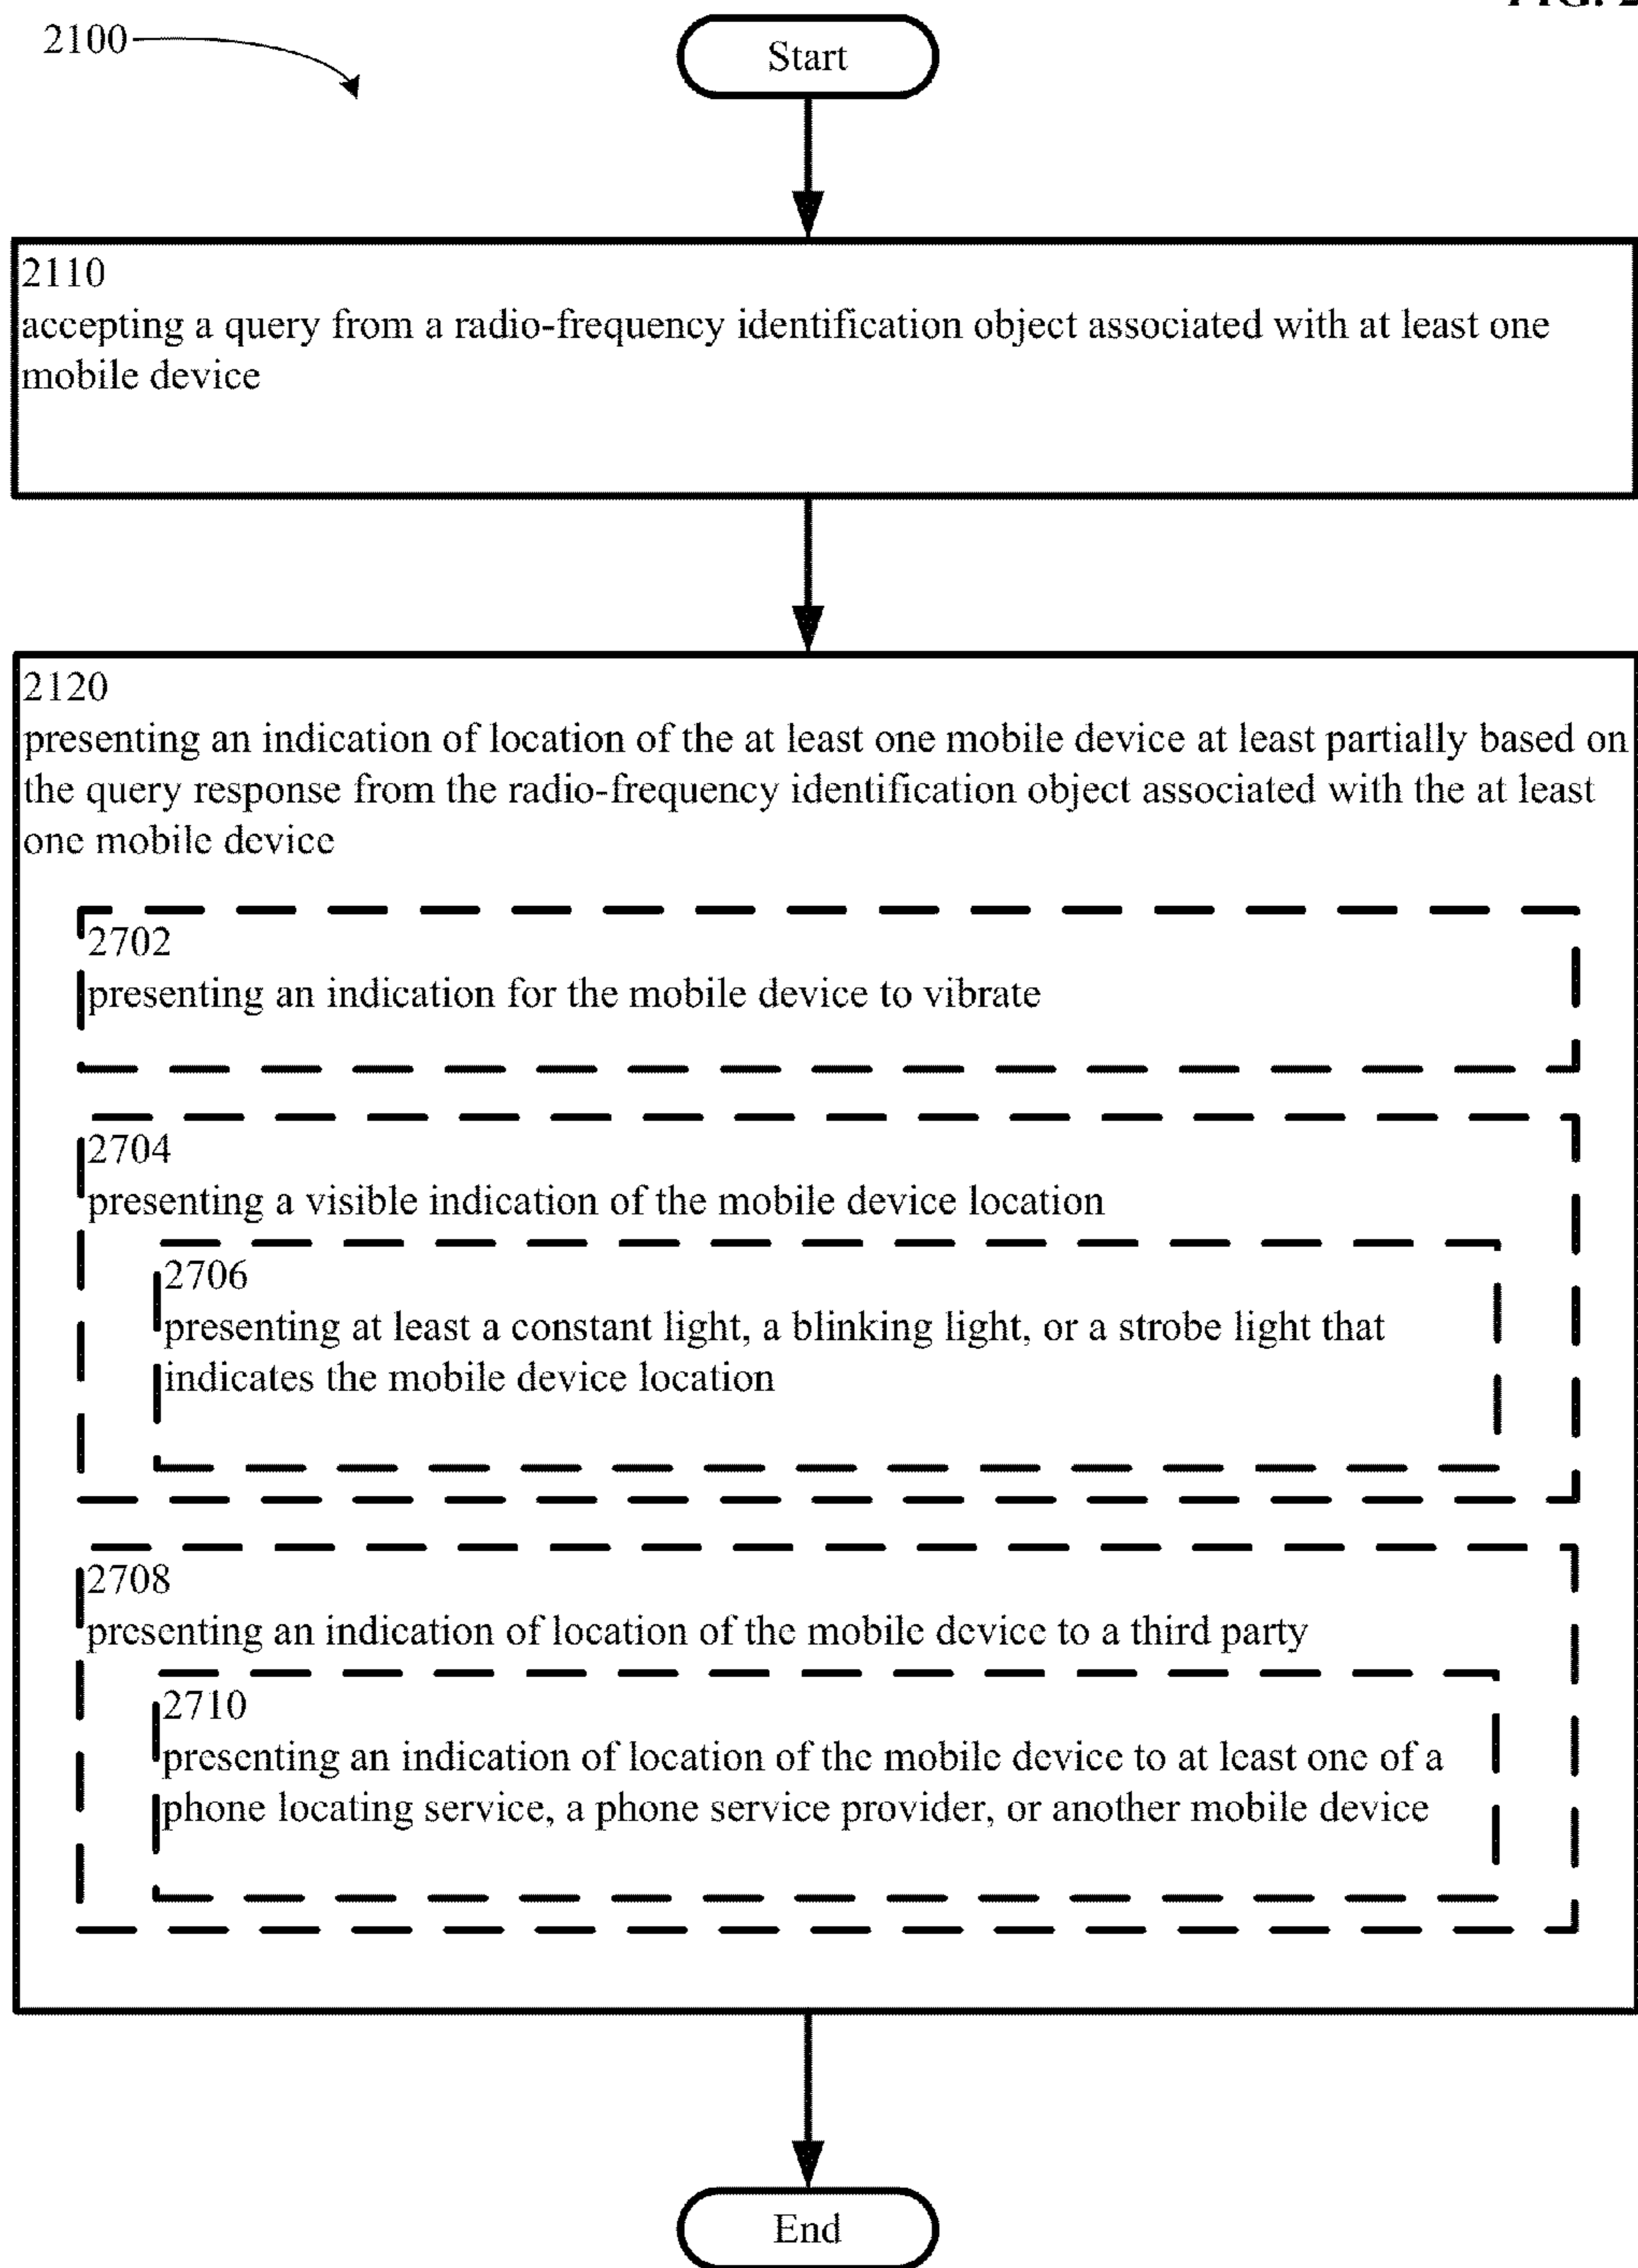 2100
Start
2110
accepting a query from a radio-frequency identification object associated with at least one
mobile device
2120
presenting an indication of location of the at least one mobile device at least partially based on
the query response from the radio-frequency identification object associated with the at least
one mobile device
2702
presenting an indication for the mobile device to vibrate
2704
presenting a visible indication of the mobile device location
2706
presenting at least a constant light, a blinking light, or a strobe light that
indicates the mobile device location
2708
presenting an indication of location of the mobile device to a third party
2710
presenting an indication of location of the mobile device to at least one of a
phone locating service, a phone service provider, or another mobile device
End